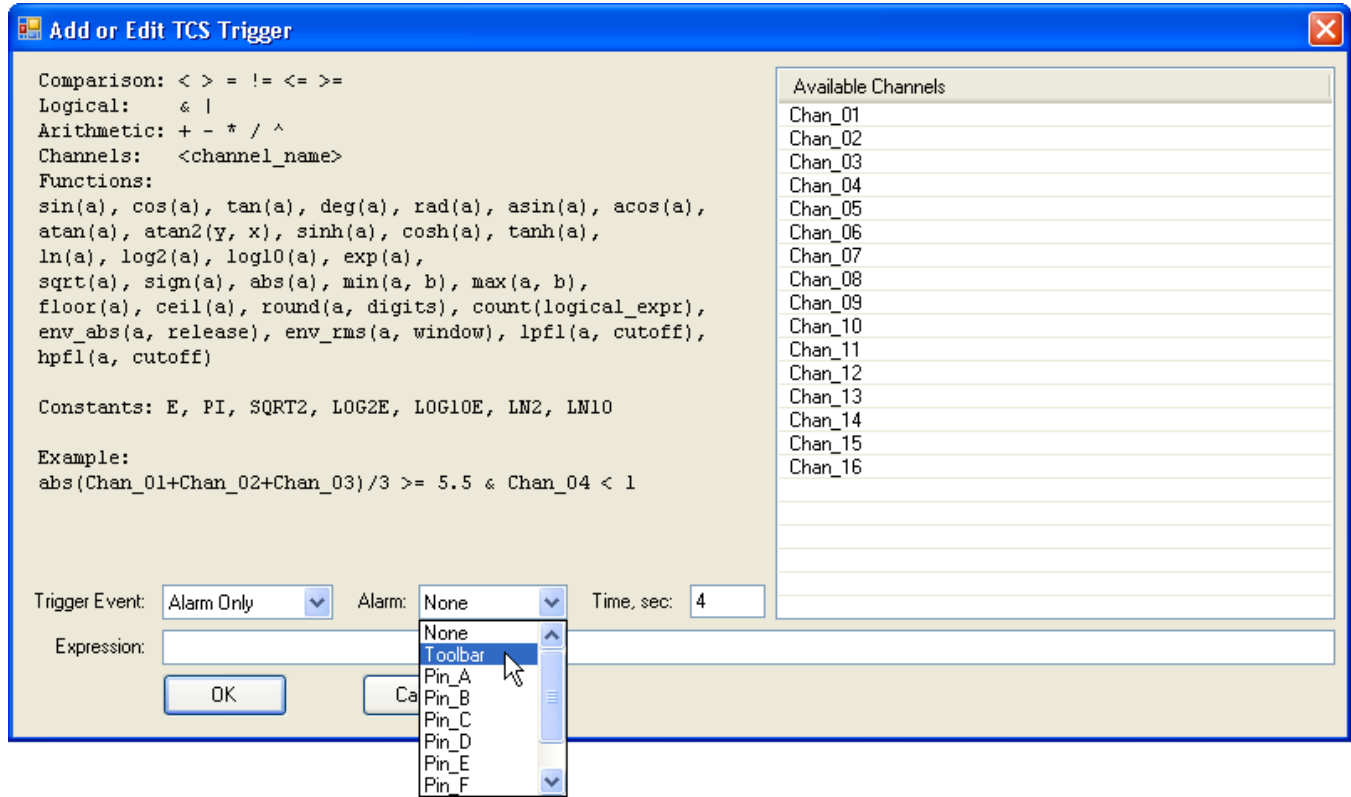 Add or Edit TCS Trigger
Comparison: < > = != <= >=
Logical: & |
Arithmetic: + - * / ^
Channels: <channel_name>
Functions:
sin(a), cos(a), tan(a), deg(a), rad(a), asin(a), acos(a),
atan(a), atan2(y, x), sinh(a), cosh(a), tanh(a),
ln(a), log2(a), log10(a), exp(a),
sqrt(a), sign(a), abs(a), min(a, b), max(a, b),
floor(a), ceil(a), round(a, digits), count(logical_expr),
env_abs(a, release), env_rms(a, window), lpf1(a, cutoff),
hpf1(a, cutoff)
Constants: E, PI, SQRT2, LOG2E, LOG10E, LN2, LN10
Example:
abs(Chan_01+Chan_02+Chan_03)/3 >= 5.5 & Chan_04 < 1
Available Channels
Chan_01
Chan_02
Chan_03
Chan_04
Chan_05
Chan_06
Chan_07
Chan_08
Chan_09
Chan_10
Chan_11
Chan_12
Chan_13
Chan_14
Chan_15
Chan_16
Trigger Event: Alarm Only Alarm: None Time, sec: 4
Expression:
None
Toolbar
Pin_A
Pin_B
Pin_C
Pin_D
Pin_E
Pin_F
OK Ca